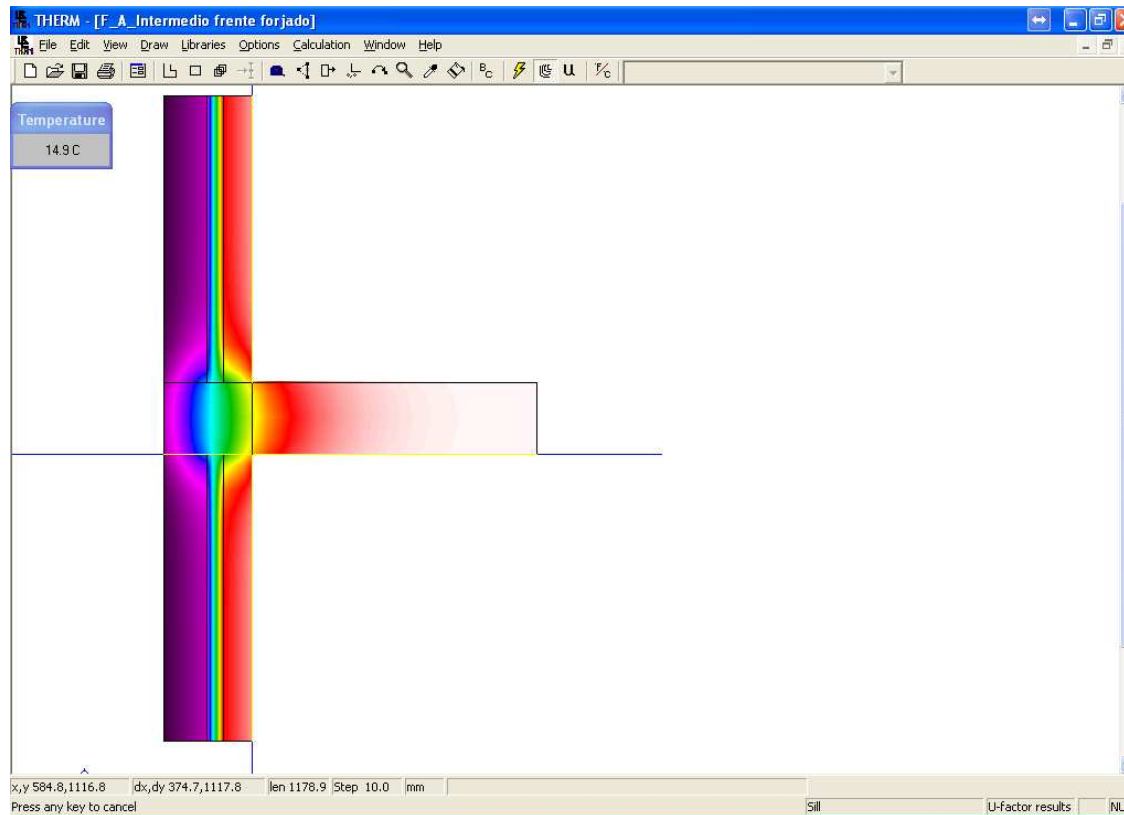 THERM - [F_A_Intermedio frente forjado]
File Edit View Draw Libraries Options Calculation Window Help
Temperature
14.9 C
x,y 584.8,1116.8 dx,dy 374.7,1117.8 len 1178.9 Step 10.0 mm
Press any key to cancel Sill U-factor results NU